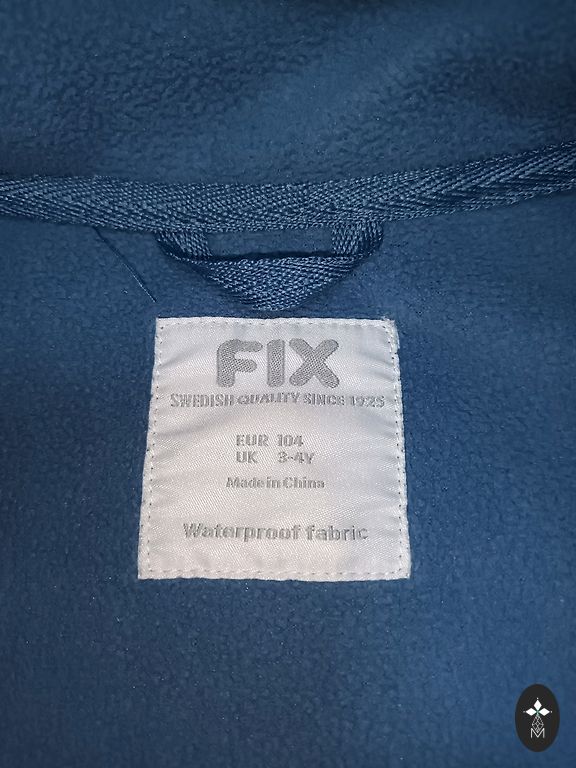 FIX
SWEDISH QUALITY SINCE 1925
EUR 104
UK 3-4Y
Made in China
Waterproof fabric
M